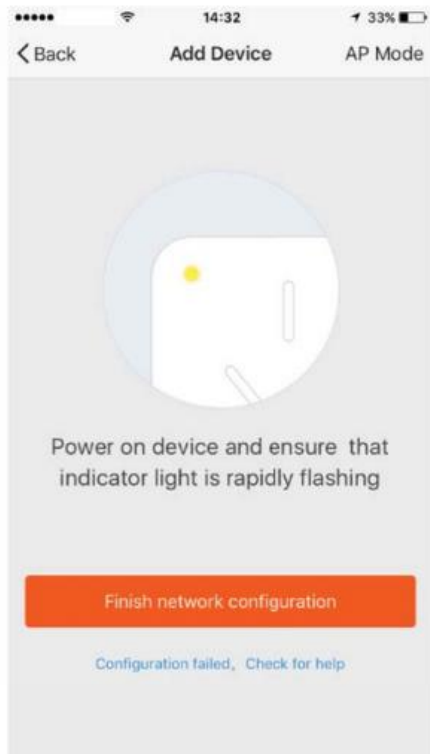 14:32
33%
Back
Add Device
AP Mode
Power on device and ensure that
indicator light is rapidly flashing
Finish network configuration
Configuration failed, Check for help